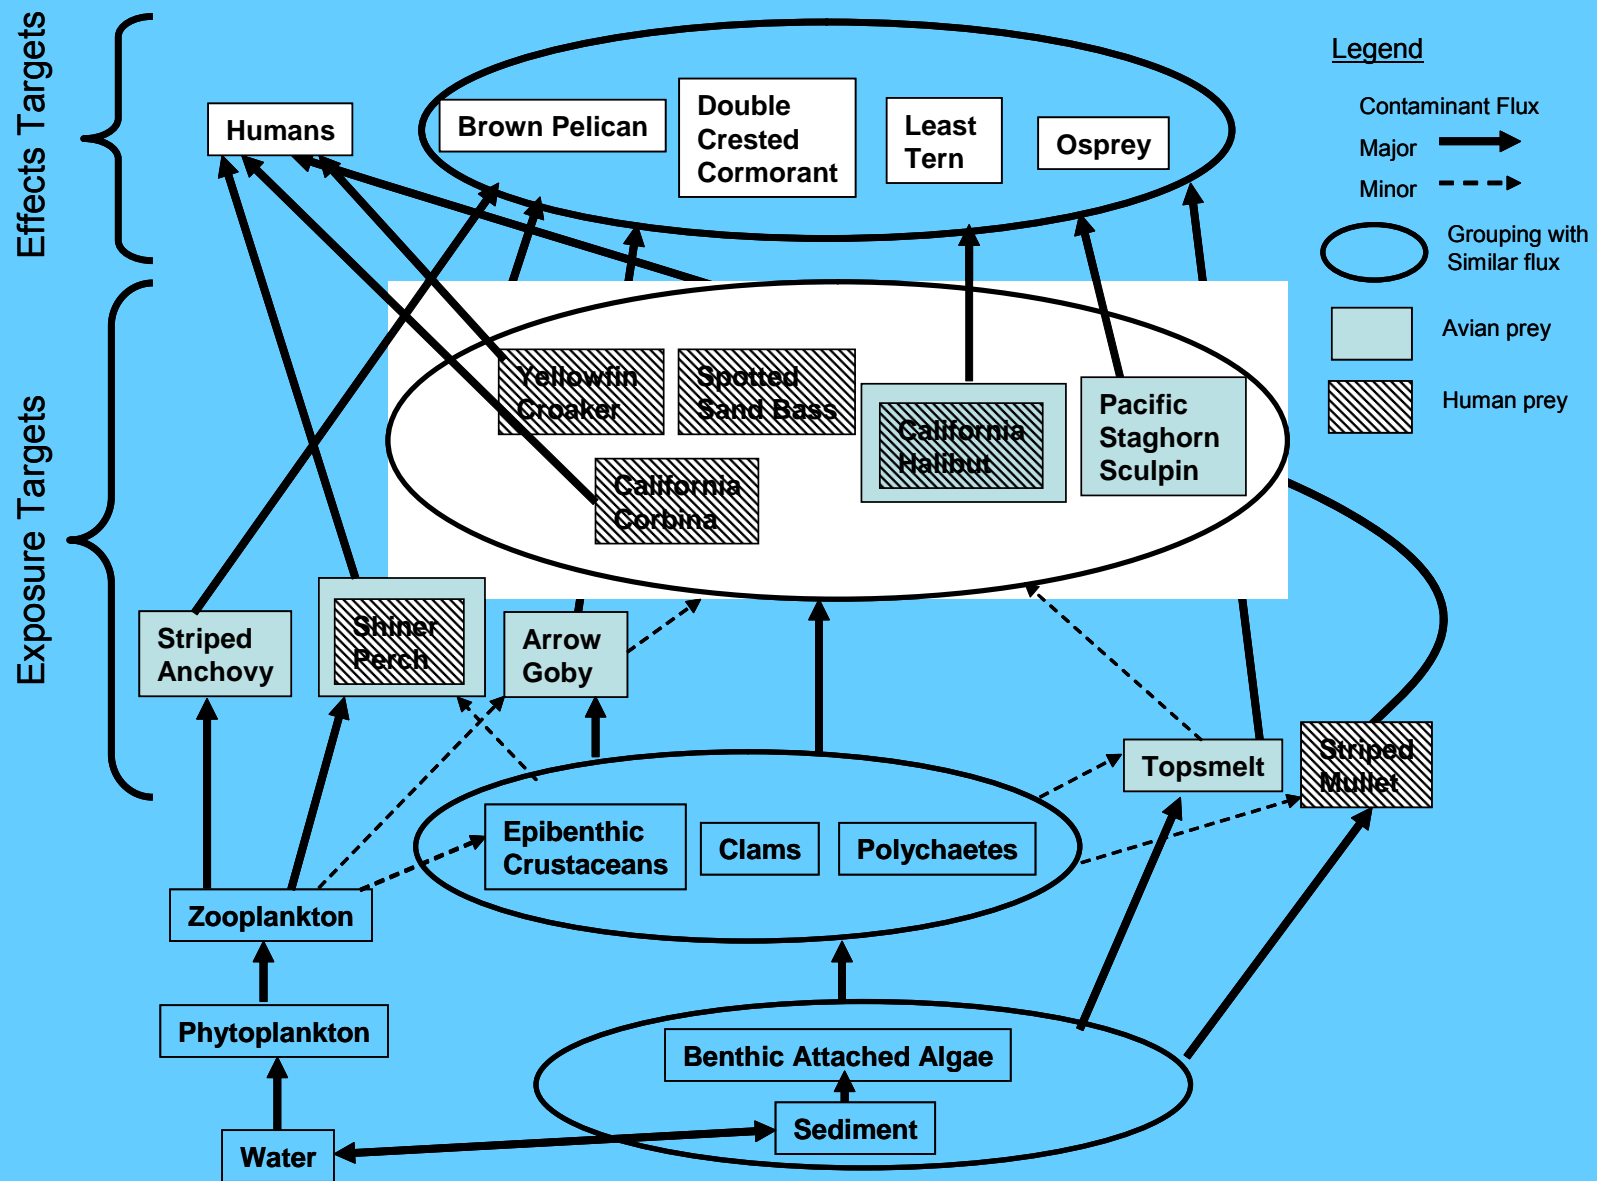 Effects Targets
Exposure Targets
Humans
Brown Pelican
Double
Crested
Cormorant
Least
Tern
Osprey
Legend
Contaminant Flux
Major
Minor
Grouping with
Similar flux
Avian prey
Human prey
Yellowfin
Croaker
Spotted
Sand Bass
California
Halibut
Pacific
Staghorn
Sculpin
California
Corbina
Striped
Anchovy
Shiner
Perch
Arrow
Goby
Topsmelt
Striped
Mullet
Epibenthic
Crustaceans
Clams
Polychaetes
Zooplankton
Phytoplankton
Benthic Attached Algae
Sediment
Water